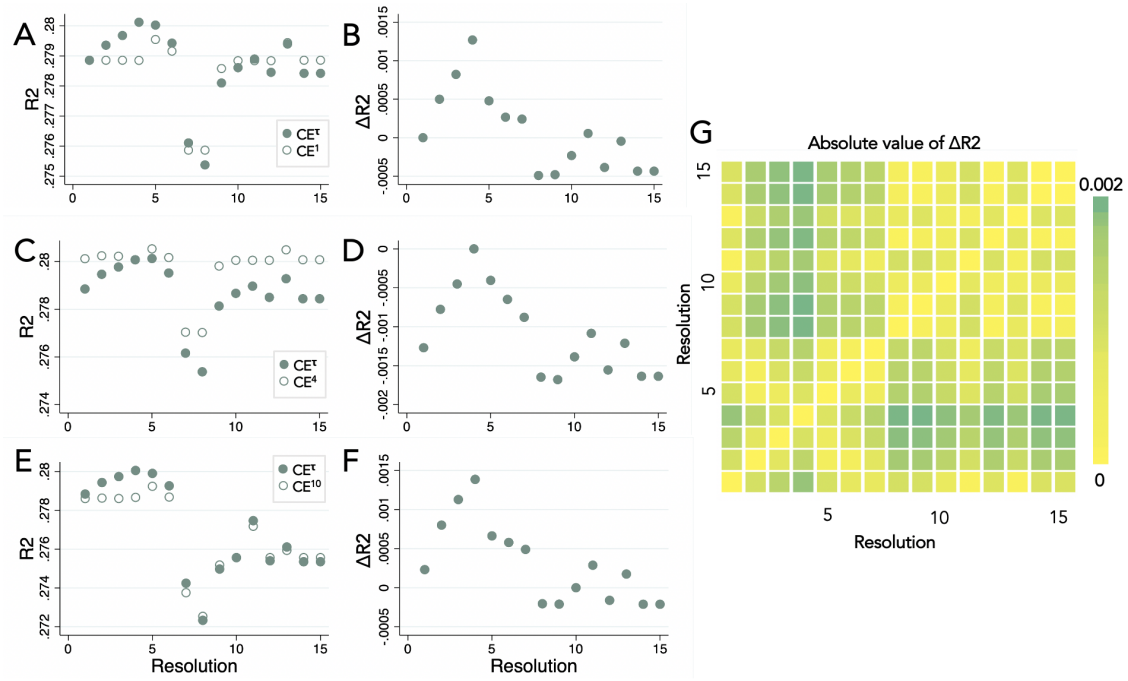 A
R2
.28
.279
.278
.277
.276
.275
0
5
10
15
CEτ
CE1
B
ΔR2
.0015
.001
.0005
0
-.0005
0
5
10
15
C
R2
.28
.278
.276
.274
0
5
10
15
CEτ
CE4
D
ΔR2
0
-.0005
-.001
-.0015
-.002
0
5
10
15
E
R2
.28
.278
.276
.274
.272
0
5
10
15
Resolution
CEτ
CE10
F
ΔR2
.0015
.001
.0005
0
-.0005
0
5
10
15
Resolution
G
Absolute value of ΔR2
Resolution
15
10
5
5
10
15
Resolution
0.002
0